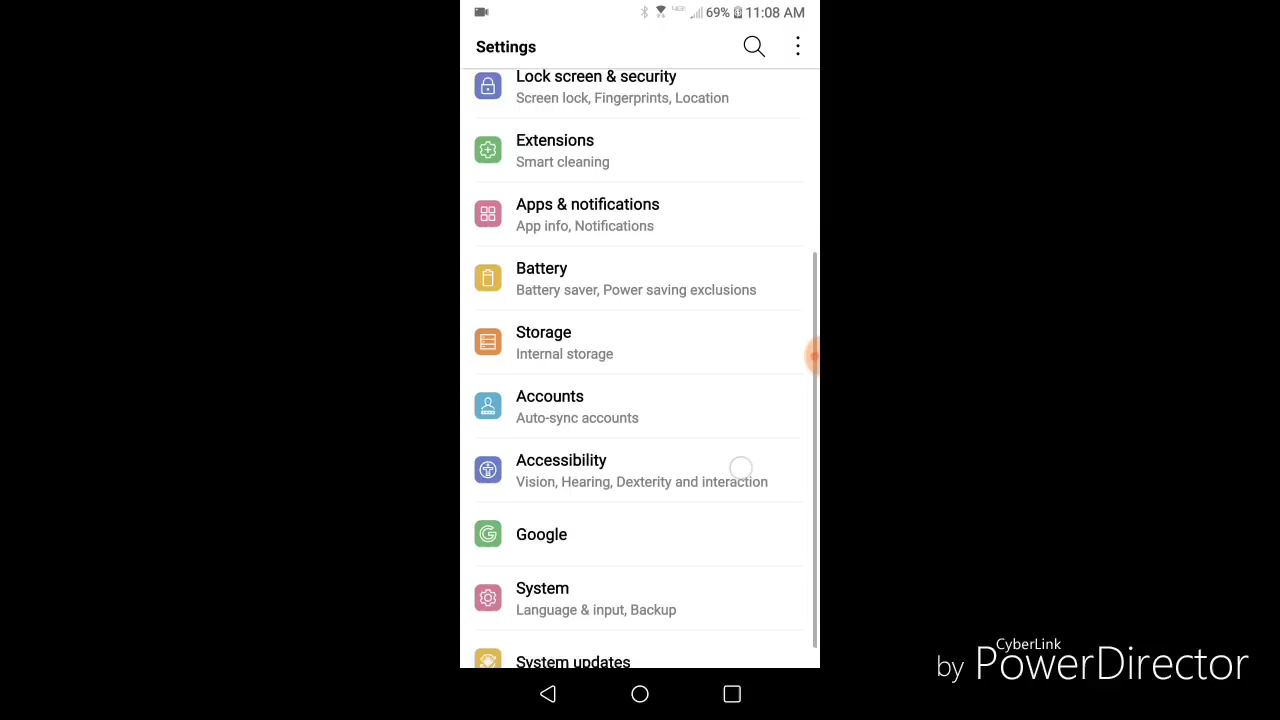 69% 11:08 AM
Settings
Lock screen & security
Screen lock, Fingerprints, Location
Extensions
Smart cleaning
Apps & notifications
App info, Notifications
Battery
Battery saver, Power saving exclusions
Storage
Internal storage
Accounts
Auto-sync accounts
Accessibility
Vision, Hearing, Dexterity and interaction
Google
System
Language & input, Backup
System updates
CyberLink
by PowerDirector